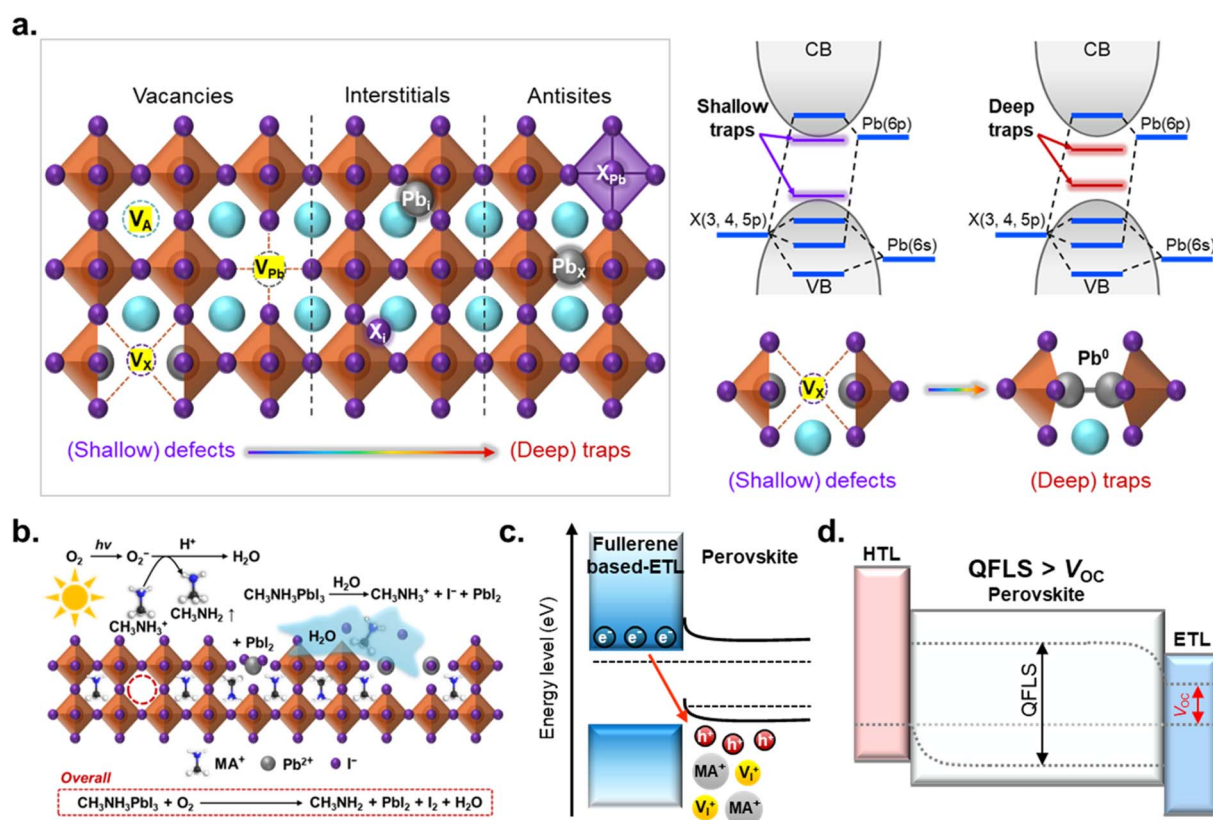 a.
Vacancies
Interstitials
Antisites
V_A
V_Pb
V_X
Pb_i
X_i
X_Pb
Pb_X
(Shallow) defects
(Deep) traps
CB
Shallow
traps
Pb(6p)
X(3, 4, 5p)
Pb(6s)
VB
CB
Deep
traps
Pb(6p)
X(3, 4, 5p)
Pb(6s)
VB
V_X
Pb⁰
(Shallow) defects
(Deep) traps
b.
O₂ hν O₂⁻ H⁺ H₂O
CH₃NH₃⁺
CH₃NH₂ ↑
CH₃NH₃PbI₃ H₂O CH₃NH₃⁺ + I⁻ + PbI₂
+ PbI₂
H₂O
MA⁺ Pb²⁺ I⁻
Overall
CH₃NH₃PbI₃ + O₂ → CH₃NH₂ + PbI₂ + I₂ + H₂O
c.
Energy level (eV)
Fullerene
based-ETL
Perovskite
e⁻ e⁻ e⁻
h⁺ h⁺ h⁺
MA⁺ V_I⁺
V_I⁺ MA⁺
d.
HTL
QFLS > V_OC
Perovskite
ETL
QFLS
V_OC